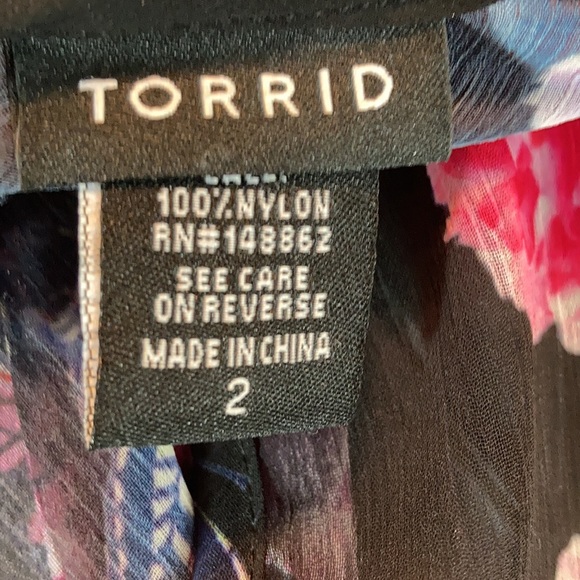 TORRID
100% NYLON
RN#148862
SEE CARE
ON REVERSE
MADE IN CHINA
2